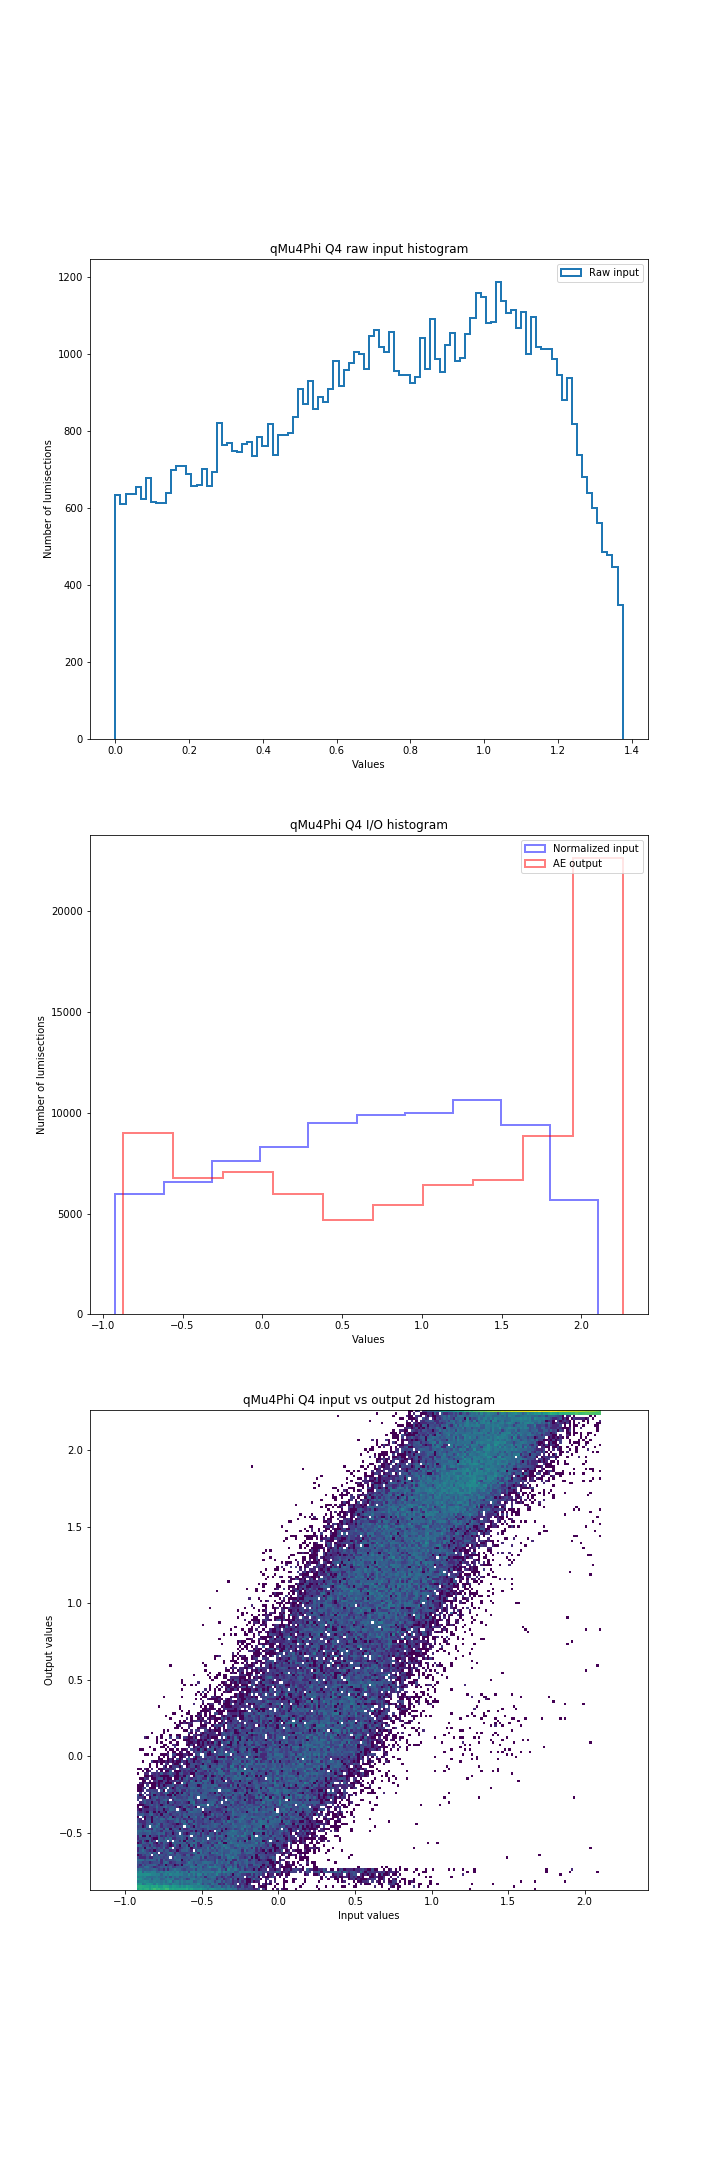 qMu4Phi Q4 raw input histogram
Raw input
1200
1000
800
600
400
200
0
Number of lumisections
0.0 0.2 0.4 0.6 0.8 1.0 1.2 1.4
Values
qMu4Phi Q4 I/O histogram
Normalized input
AE output
20000
15000
10000
5000
0
Number of lumisections
−1.0 −0.5 0.0 0.5 1.0 1.5 2.0
Values
qMu4Phi Q4 input vs output 2d histogram
2.0
1.5
1.0
0.5
0.0
−0.5
Output values
−1.0 −0.5 0.0 0.5 1.0 1.5 2.0
Input values